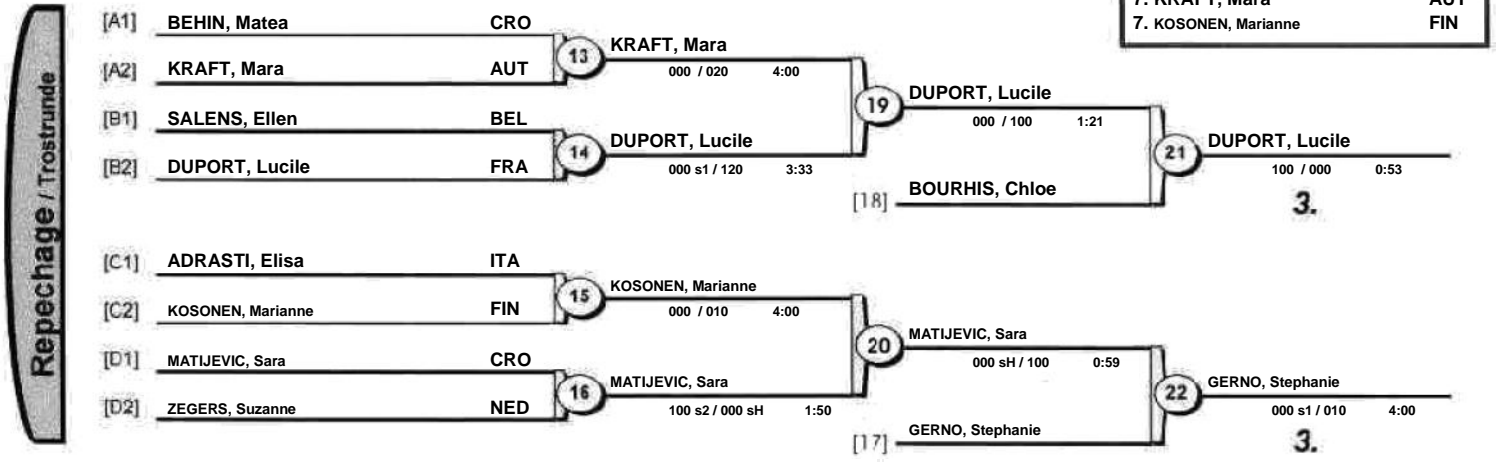 7. KRAFT, Mara AUT
7. KOSONEN, Marianne FIN
Repechage / Trostrunde
[A1] BEHIN, Matea CRO
[A2] KRAFT, Mara AUT
13 KRAFT, Mara
000 / 020 4:00
[B1] SALENS, Ellen BEL
[B2] DUPORT, Lucile FRA
14 DUPORT, Lucile
000 s1 / 120 3:33
19 DUPORT, Lucile
000 / 100 1:21
[18] BOURHIS, Chloe
21 DUPORT, Lucile
100 / 000 0:53
3.
[C1] ADRASTI, Elisa ITA
[C2] KOSONEN, Marianne FIN
15 KOSONEN, Marianne
000 / 010 4:00
[D1] MATIJEVIC, Sara CRO
[D2] ZEGERS, Suzanne NED
16 MATIJEVIC, Sara
100 s2 / 000 sH 1:50
20 MATIJEVIC, Sara
000 sH / 100 0:59
[17] GERNO, Stephanie
22 GERNO, Stephanie
000 s1 / 010 4:00
3.